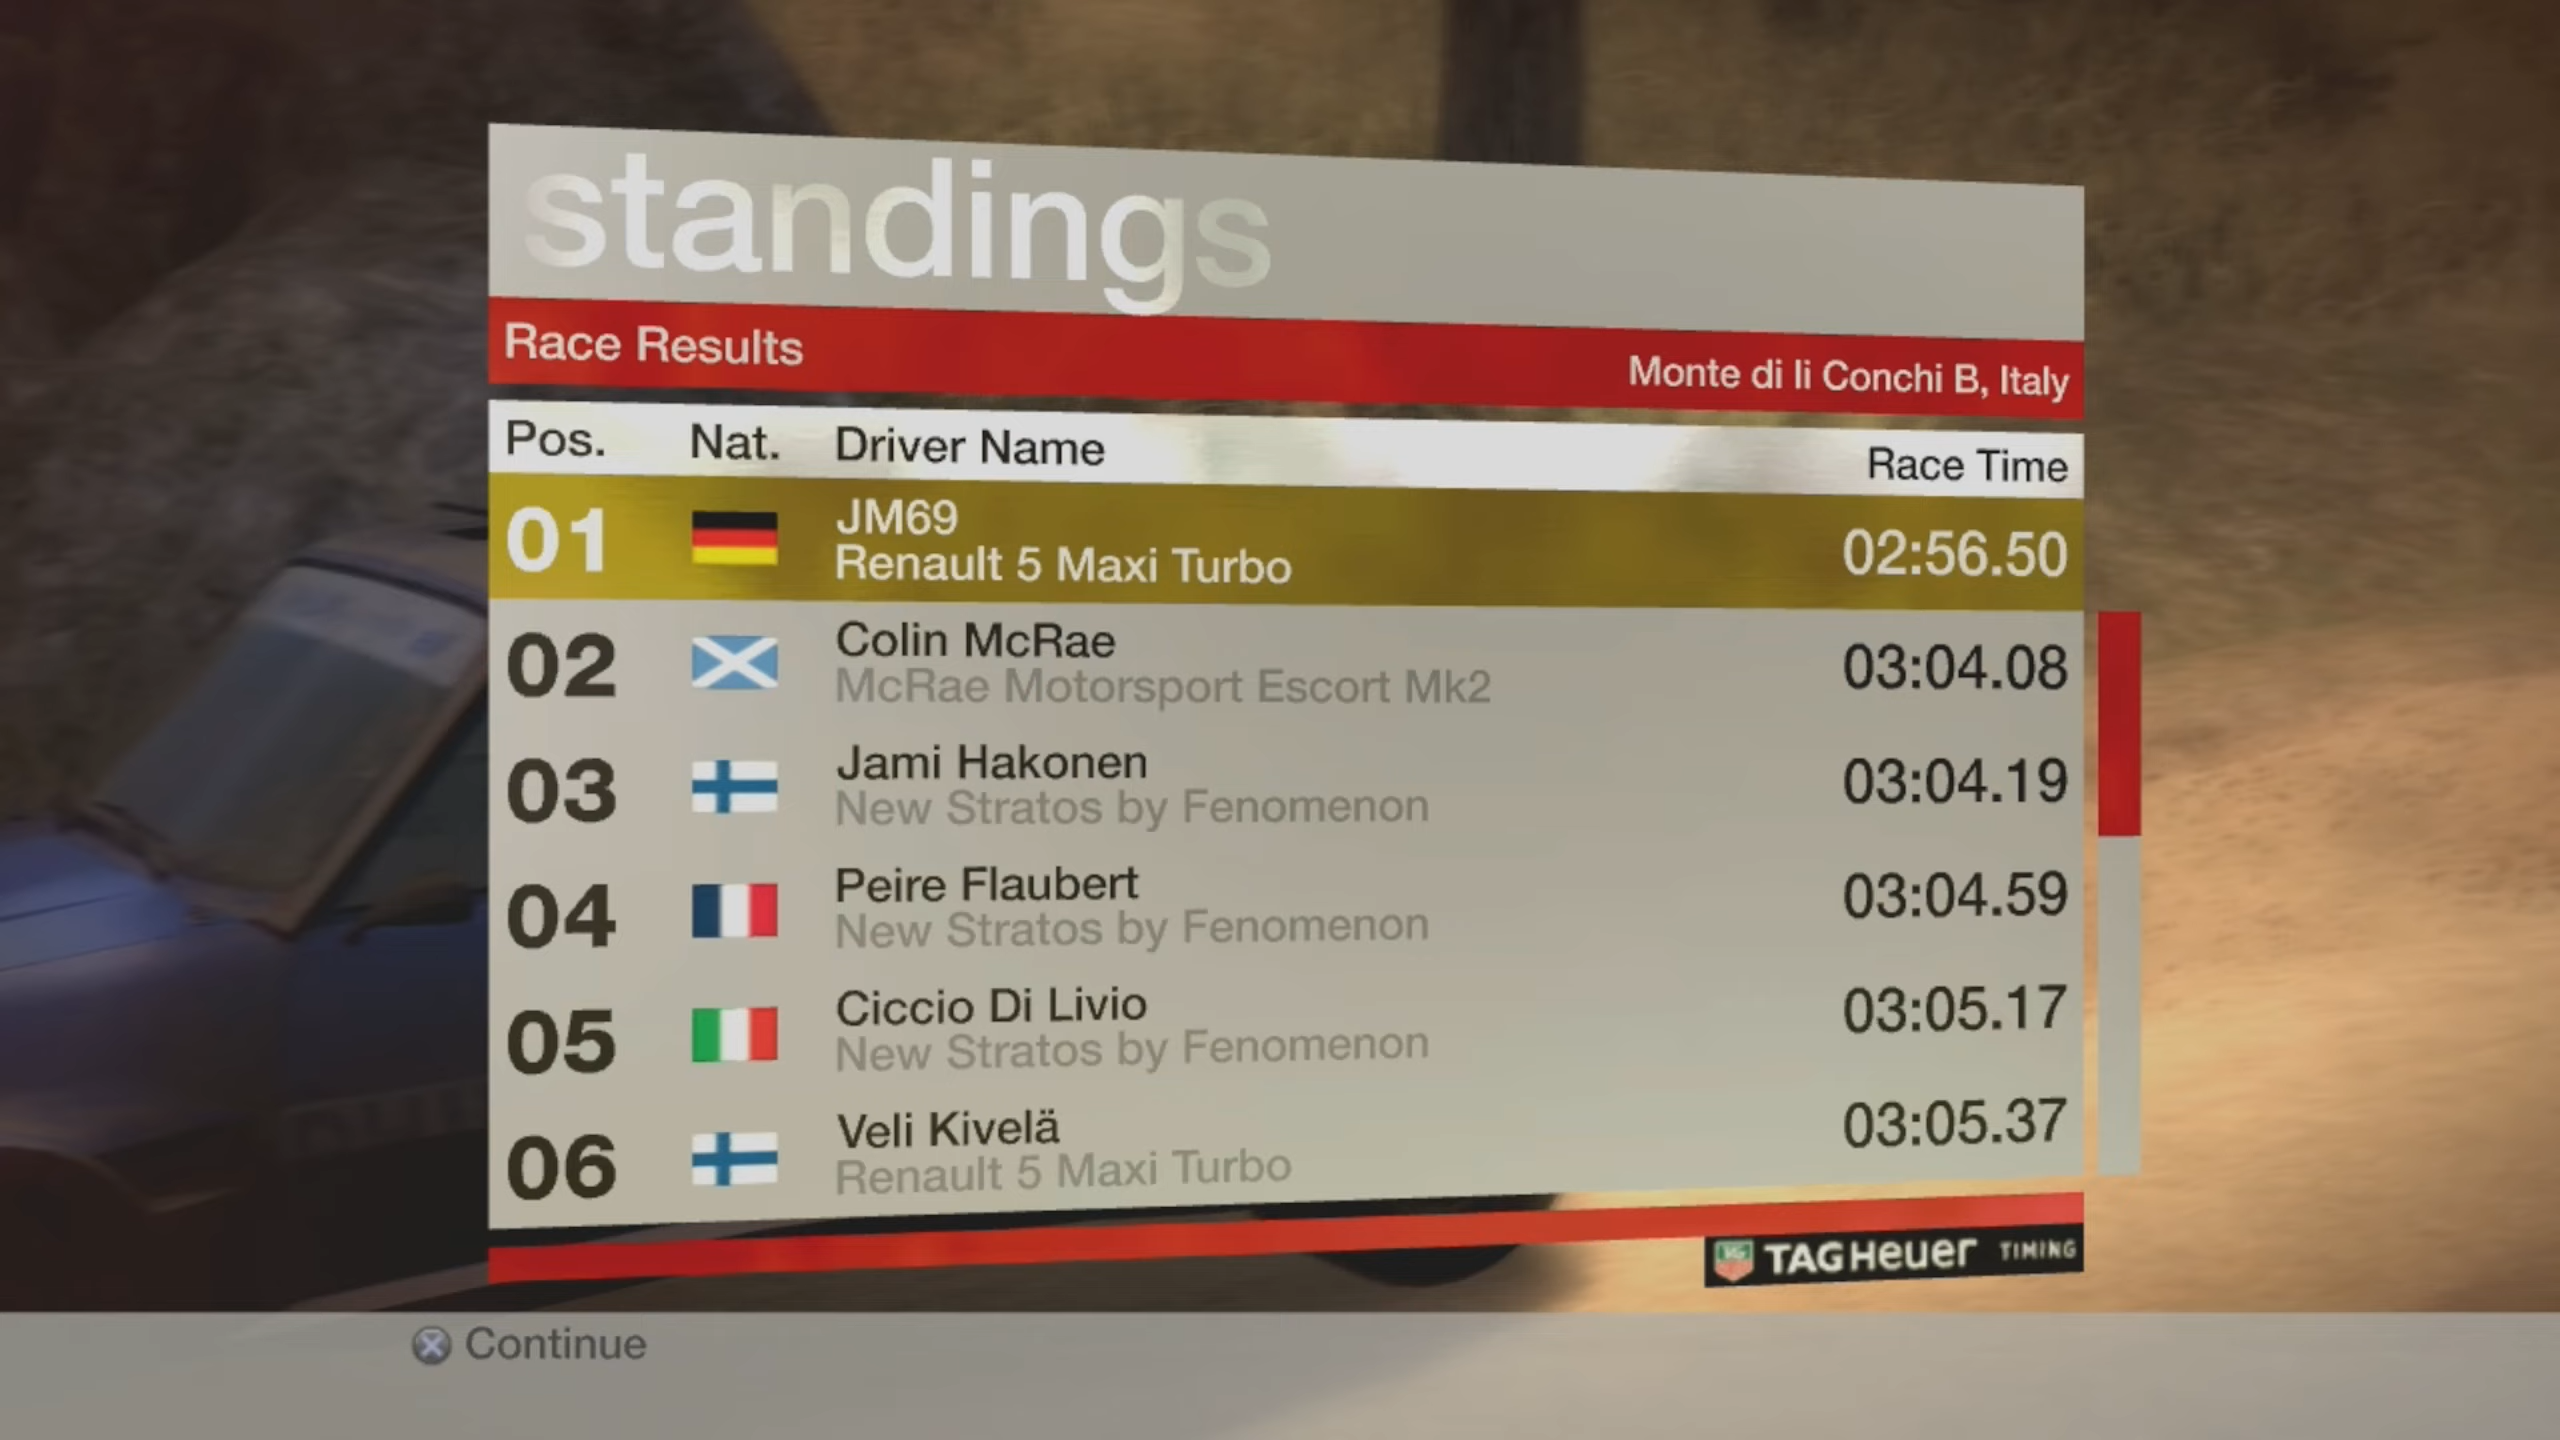 standings
Race Results
Monte di li Conchi B, Italy
Pos. Nat. Driver Name Race Time
01 JM69 02:56.50
Renault 5 Maxi Turbo
02 Colin McRae 03:04.08
McRae Motorsport Escort Mk2
03 Jami Hakonen 03:04.19
New Stratos by Fenomenon
04 Peire Flaubert 03:04.59
New Stratos by Fenomenon
05 Ciccio Di Livio 03:05.17
New Stratos by Fenomenon
06 Veli Kivelä 03:05.37
Renault 5 Maxi Turbo
TAG Heuer TIMING
Continue